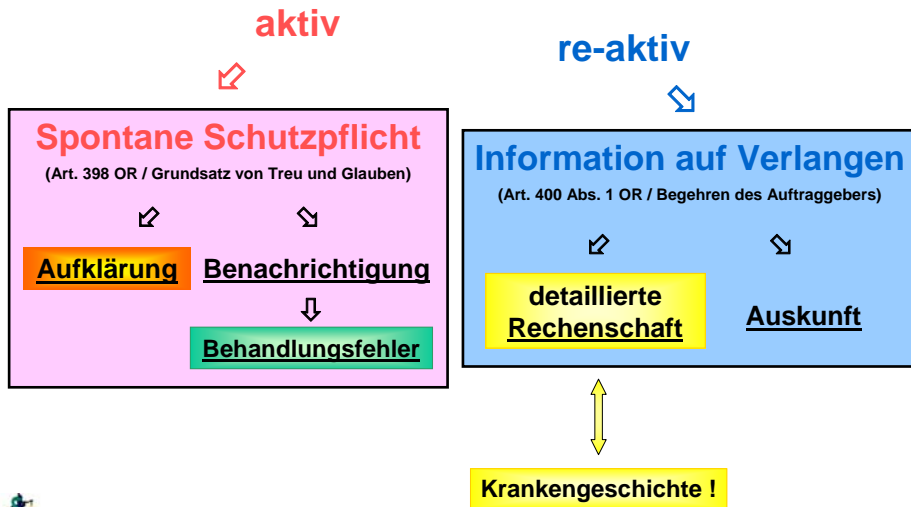 aktiv
re-aktiv
Spontane Schutzpflicht
(Art. 398 OR / Grundsatz von Treu und Glauben)
Aufklärung
Benachrichtigung
Behandlungsfehler
Information auf Verlangen
(Art. 400 Abs. 1 OR / Begehren des Auftraggebers)
detaillierte
Rechenschaft
Auskunft
Krankengeschichte !